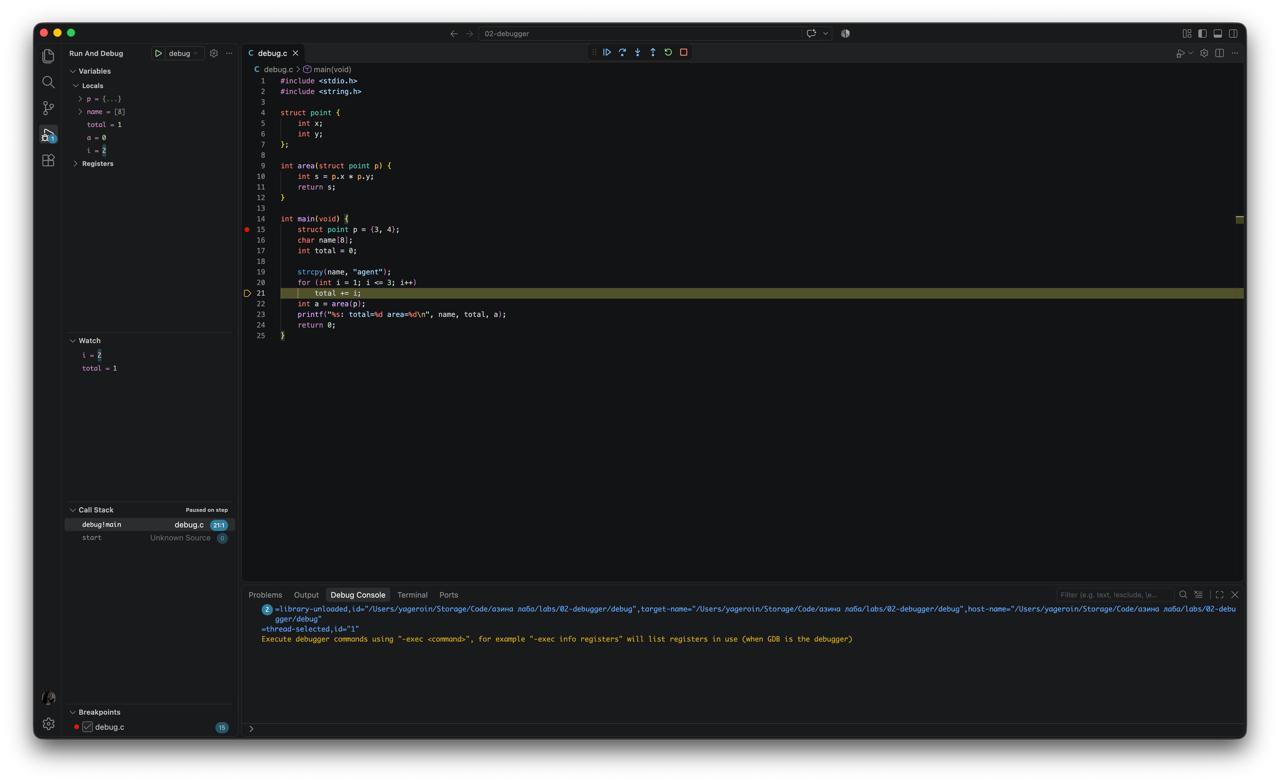 02-debugger
Run And Debug
debug
Variables
Locals
p = {...}
name = [8]
total = 1
a = 0
i = 2
Registers
Watch
i = 2
total = 1
Call Stack
Paused on step
debug!main debug.c 21:1
start Unknown Source 0
Breakpoints
debug.c 15
1
C debug.c
C debug.c > main(void)
1 #include <stdio.h>
2 #include <string.h>
3
4 struct point {
5 int x;
6 int y;
7 };
8
9 int area(struct point p) {
10 int s = p.x * p.y;
11 return s;
12 }
13
14 int main(void) {
15 struct point p = {3, 4};
16 char name[8];
17 int total = 0;
18
19 strcpy(name, "agent");
20 for (int i = 1; i <= 3; i++)
21 total += i;
22 int a = area(p);
23 printf("%s: total=%d area=%d\n", name, total, a);
24 return 0;
25 }
Problems Output Debug Console Terminal Ports
Filter (e.g. text, !exclude, \e...
2 =library-unloaded,id="/Users/yageroin/Storage/Code/азина лаба/labs/02-debugger/debug",target-name="/Users/yageroin/Storage/Code/азина лаба/labs/02-debugger/debug",host-name="/Users/yageroin/Storage/Code/азина лаба/labs/02-debu
gger/debug"
=thread-selected,id="1"
Execute debugger commands using "-exec <command>", for example "-exec info registers" will list registers in use (when GDB is the debugger)